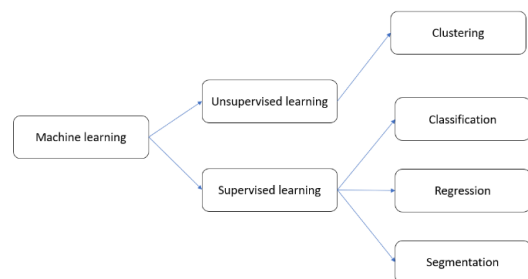 Clustering
Unsupervised learning
Classification
Machine learning
Supervised learning
Regression
Segmentation